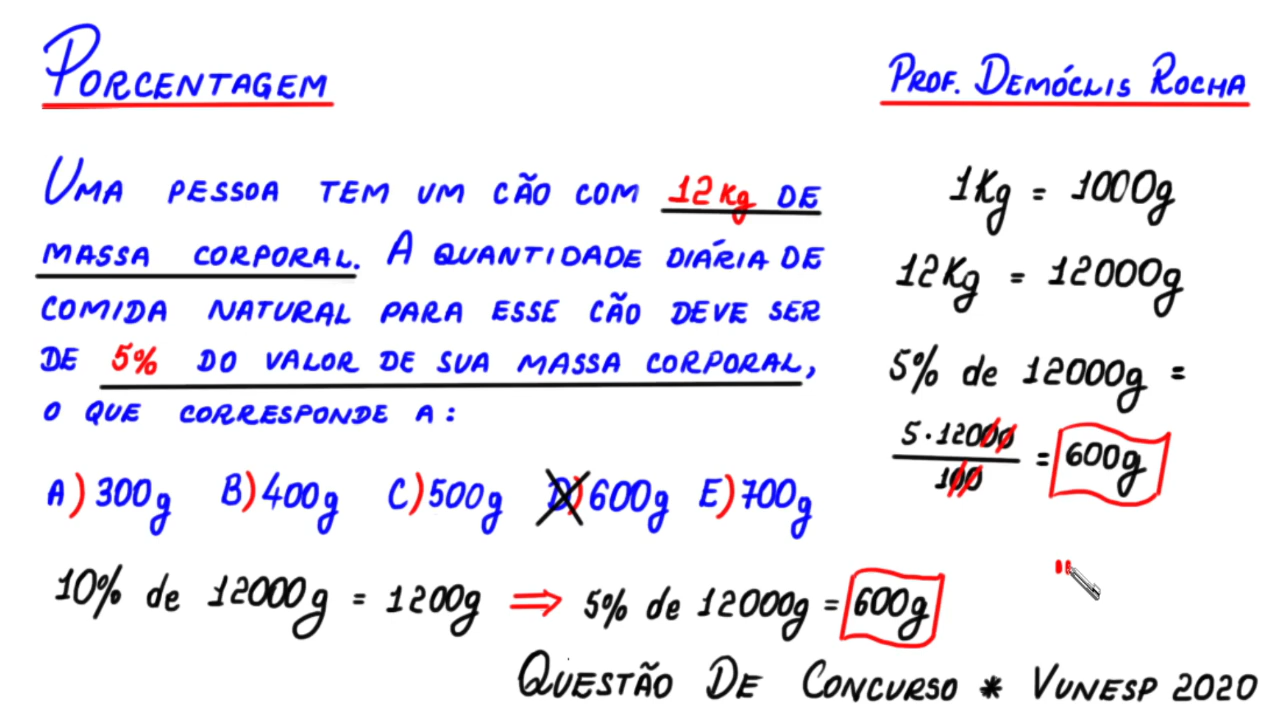 PORCENTAGEM
PROF. DEMÓCLIS ROCHA
UMA PESSOA TEM UM CÃO COM 12Kg DE
MASSA CORPORAL. A QUANTIDADE DIÁRIA DE
COMIDA NATURAL PARA ESSE CÃO DEVE SER
DE 5% DO VALOR DE SUA MASSA CORPORAL,
O QUE CORRESPONDE A:
A) 300g B) 400g C) 500g D) 600g E) 700g
1Kg = 1000g
12Kg = 12000g
5% de 12000g =
5 . 12000
100
= 600g
10% de 12000g = 1200g ⇒ 5% de 12000g = 600g
QUESTÃO DE CONCURSO * VUNESP 2020